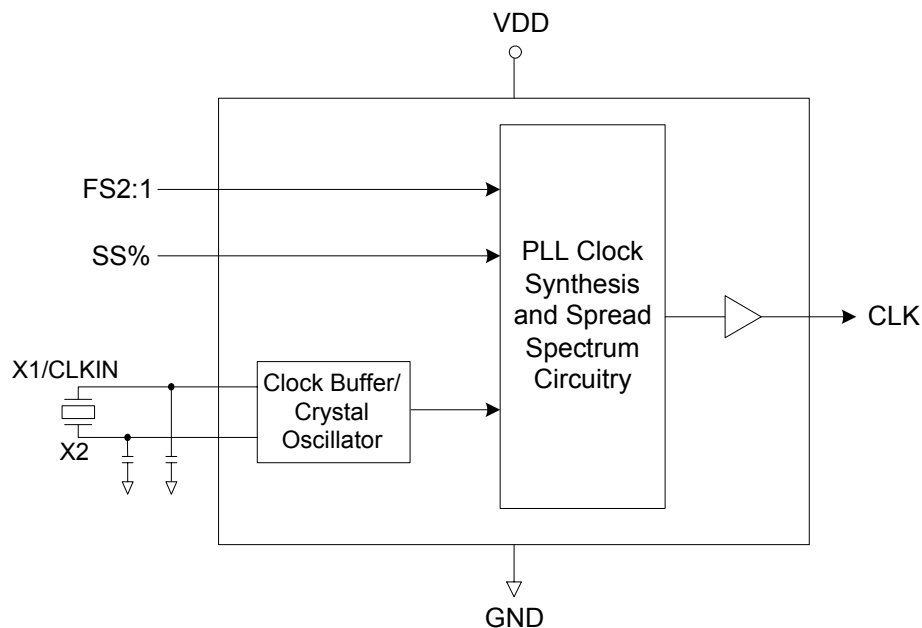 VDD
FS2:1
SS%
PLL Clock
Synthesis
and Spread
Spectrum
Circuitry
CLK
X1/CLKIN
X2
Clock Buffer/
Crystal
Oscillator
GND